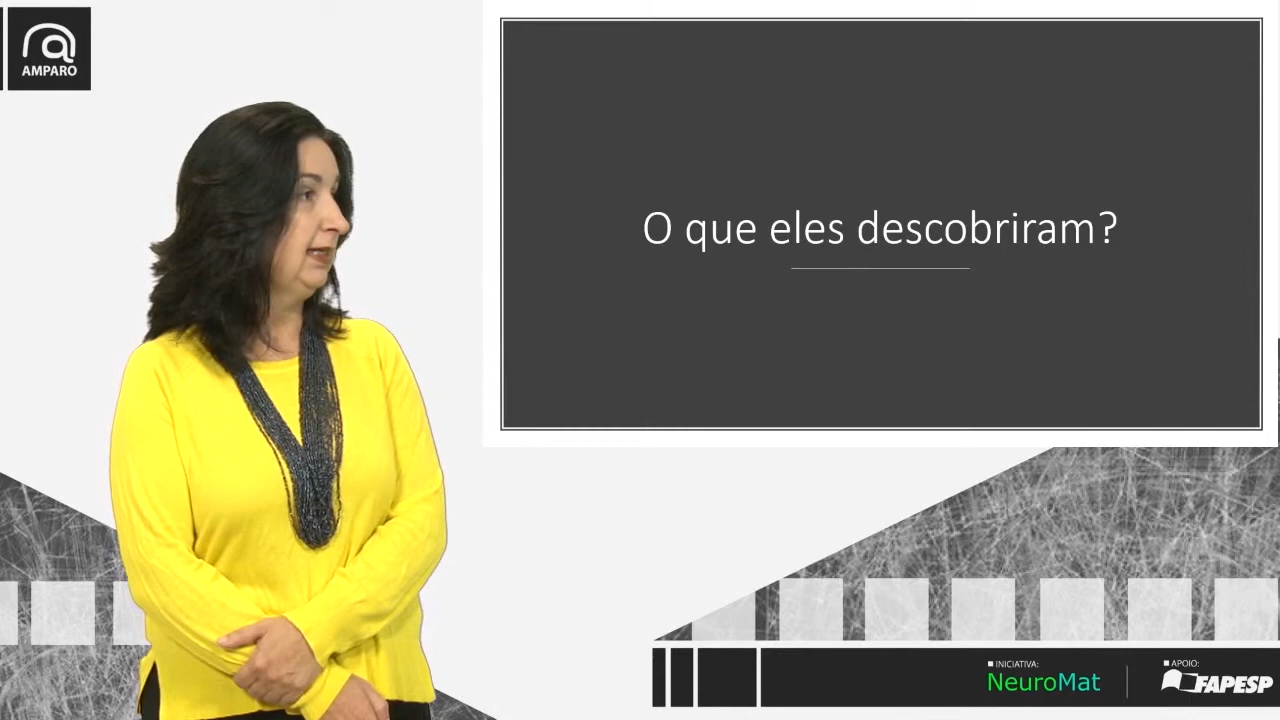 AMPARO
O que eles descobriram?
INICIATIVA:
NeuroMat
APOIO:
FAPESP